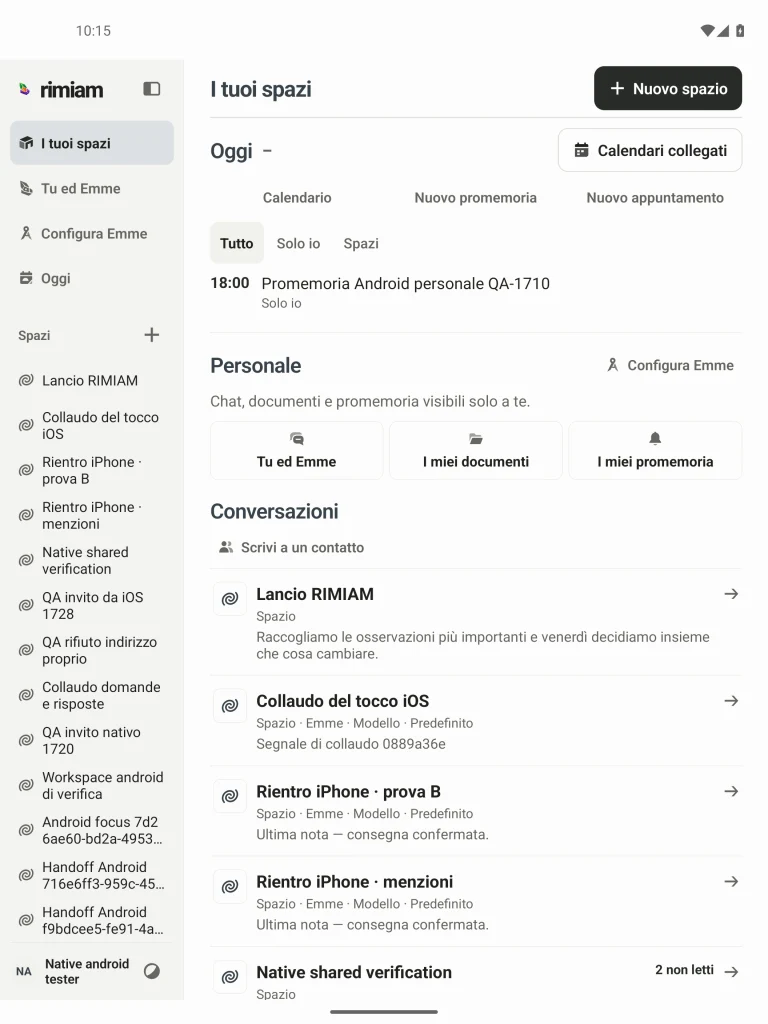 10:15
rimiam
I tuoi spazi
Tu ed Emme
Configura Emme
Oggi
Spazi
Lancio RIMIAM
Collaudo del tocco
iOS
Rientro iPhone ·
prova B
Rientro iPhone ·
menzioni
Native shared
verification
QA invito da iOS
1728
QA rifiuto indirizzo
proprio
Collaudo domande
e risposte
QA invito nativo
1720
Workspace android
di verifica
Android focus 7d2
6ae60-bd2a-4953…
Handoff Android
716e6ff3-959c-45…
Handoff Android
f9bdcee5-fe91-4a…
NA
Native android
tester
I tuoi spazi
Nuovo spazio
Oggi –
Calendari collegati
Calendario
Nuovo promemoria
Nuovo appuntamento
Tutto
Solo io
Spazi
18:00 Promemoria Android personale QA-1710
Solo io
Personale
Configura Emme
Chat, documenti e promemoria visibili solo a te.
Tu ed Emme
I miei documenti
I miei promemoria
Conversazioni
Scrivi a un contatto
Lancio RIMIAM
Spazio
Raccogliamo le osservazioni più importanti e venerdì decidiamo insieme
che cosa cambiare.
Collaudo del tocco iOS
Spazio · Emme · Modello · Predefinito
Segnale di collaudo 0889a36e
Rientro iPhone · prova B
Spazio · Emme · Modello · Predefinito
Ultima nota — consegna confermata.
Rientro iPhone · menzioni
Spazio · Emme · Modello · Predefinito
Ultima nota — consegna confermata.
Native shared verification
2 non letti
Spazio